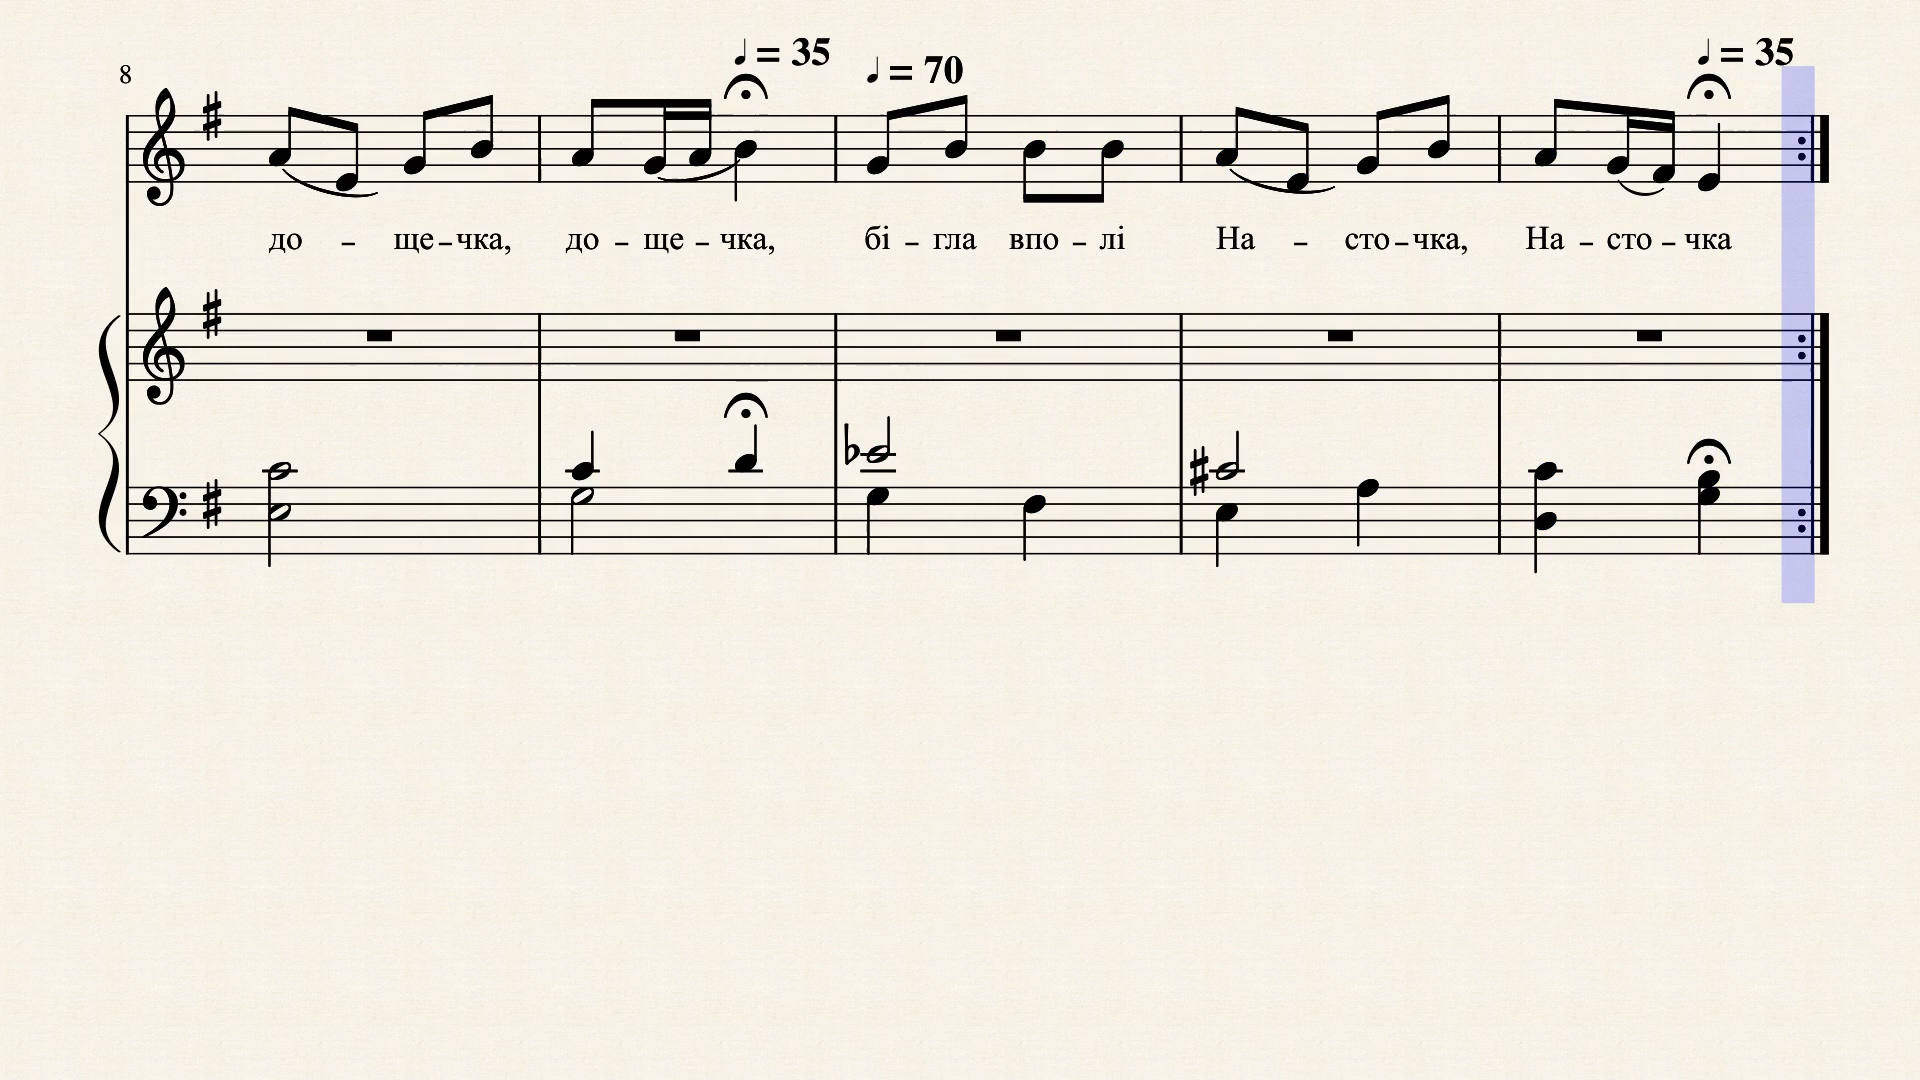 ♩ = 35
♩ = 70
♩ = 35
8
до – ще – чка, до – ще – чка, бі – гла впо – лі На – сто – чка, На – сто – чка